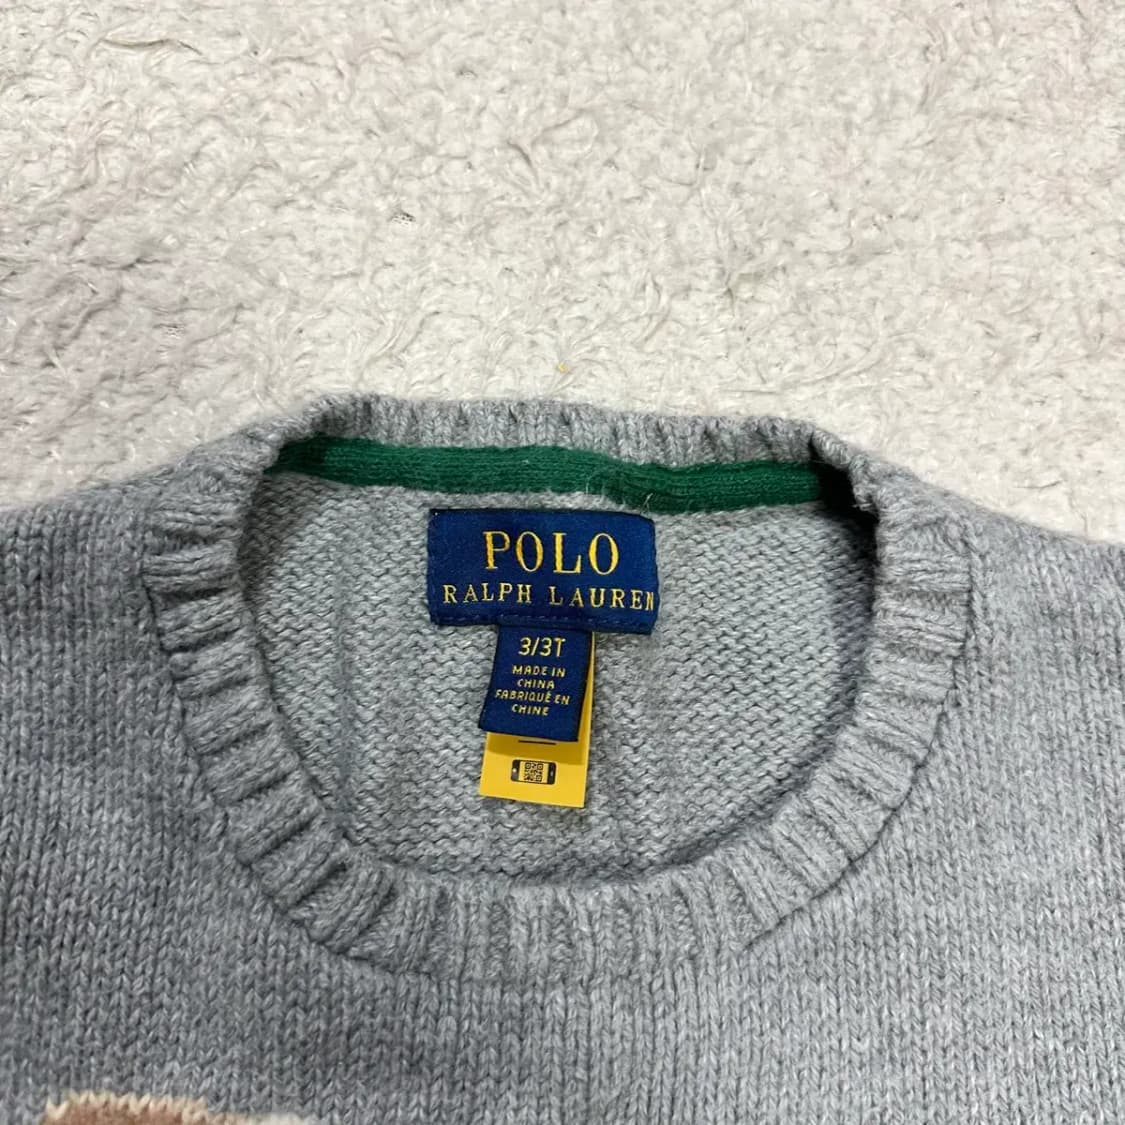 POLO
RALPH LAUREN
3/3T
MADE IN
CHINA
FABRIQUÉ EN
CHINE